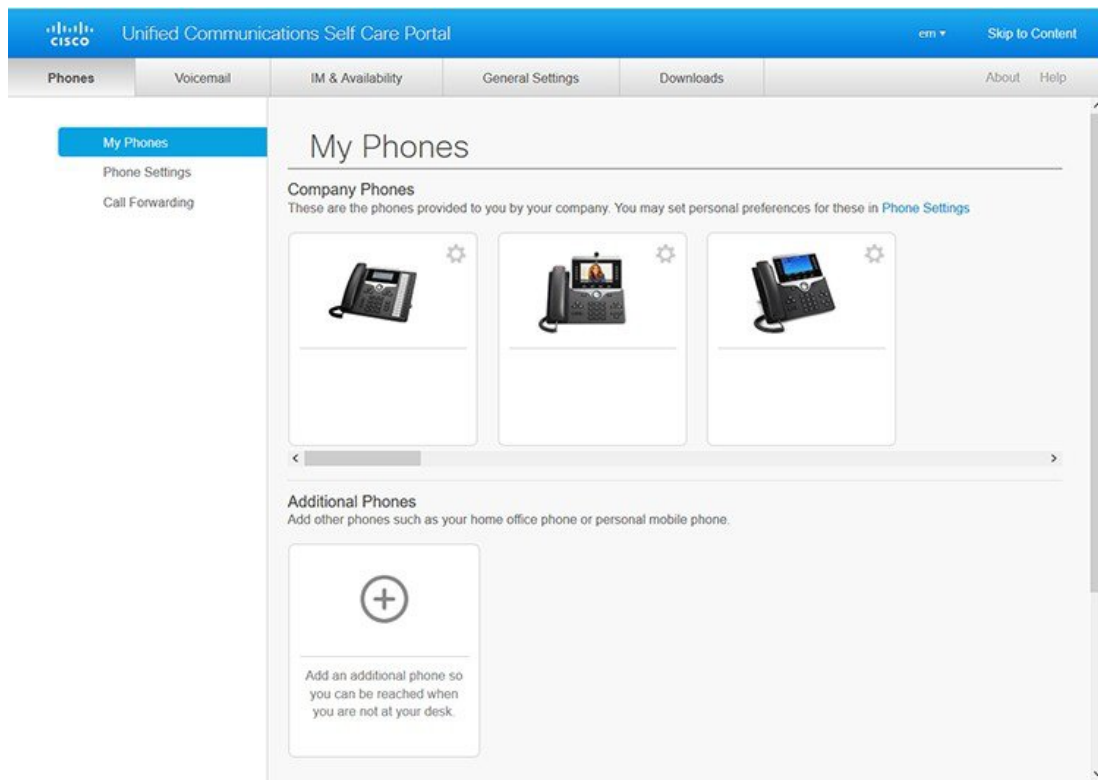 CISCO Unified Communications Self Care Portal em Skip to Content
Phones Voicemail IM & Availability General Settings Downloads About Help
My Phones
Phone Settings
Call Forwarding
My Phones
Company Phones
These are the phones provided to you by your company. You may set personal preferences for these in Phone Settings
Additional Phones
Add other phones such as your home office phone or personal mobile phone.
Add an additional phone so
you can be reached when
you are not at your desk.